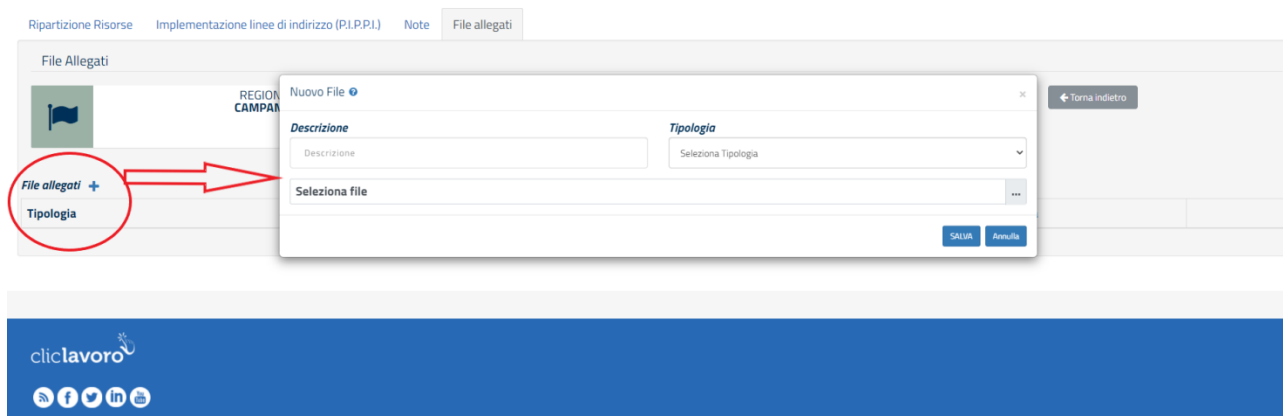 Ripartizione Risorse Implementazione linee di indirizzo (P.I.P.P.I.) Note File allegati
File Allegati
REGION
CAMPAN
Nuovo File
×
← Torna indietro
Descrizione Tipologia
Descrizione Seleziona Tipologia
File allegati +
Seleziona file ...
Tipologia
SALVA Annulla
cliclavoro